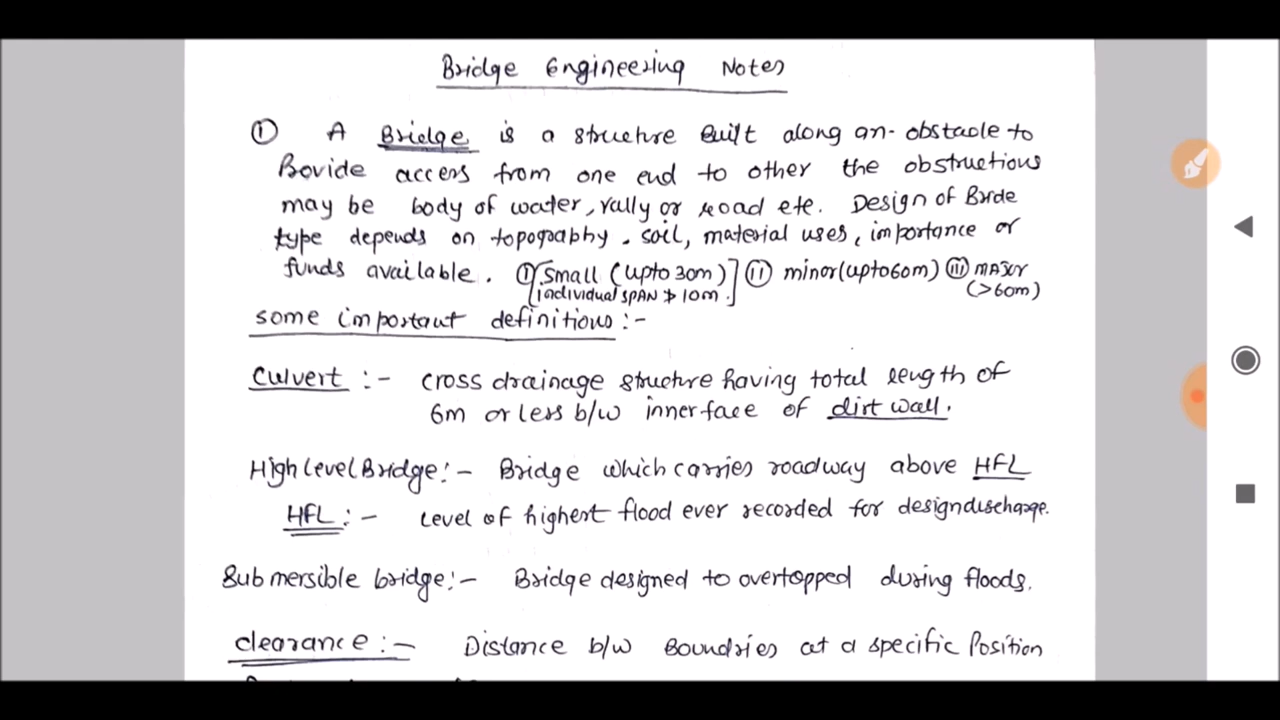 Bridge Engineering Notes
① A Bridge is a structure Built along an- obstacle to
Provide access from one end to other the obstructions
may be body of water, vally or road etc. Design of Bridge
type depends on topography. soil, material uses, importance or
funds available. ① Small (upto 30m) ⑪ minor (upto 60m) ⑪⑪ MAJOR
[individual SPAN ≯ 10m.] (>60m)
some important definitions:-
Culvert :- cross drainage structure having total length of
6m or less b/w inner face of dirt wall.
High Level Bridge:- Bridge which carries roadway above HFL
HFL:- Level of highest flood ever recorded for design discharge.
Submersible bridge:- Bridge designed to overtopped during floods.
clearance:- Distance b/w Boundries at a specific Position